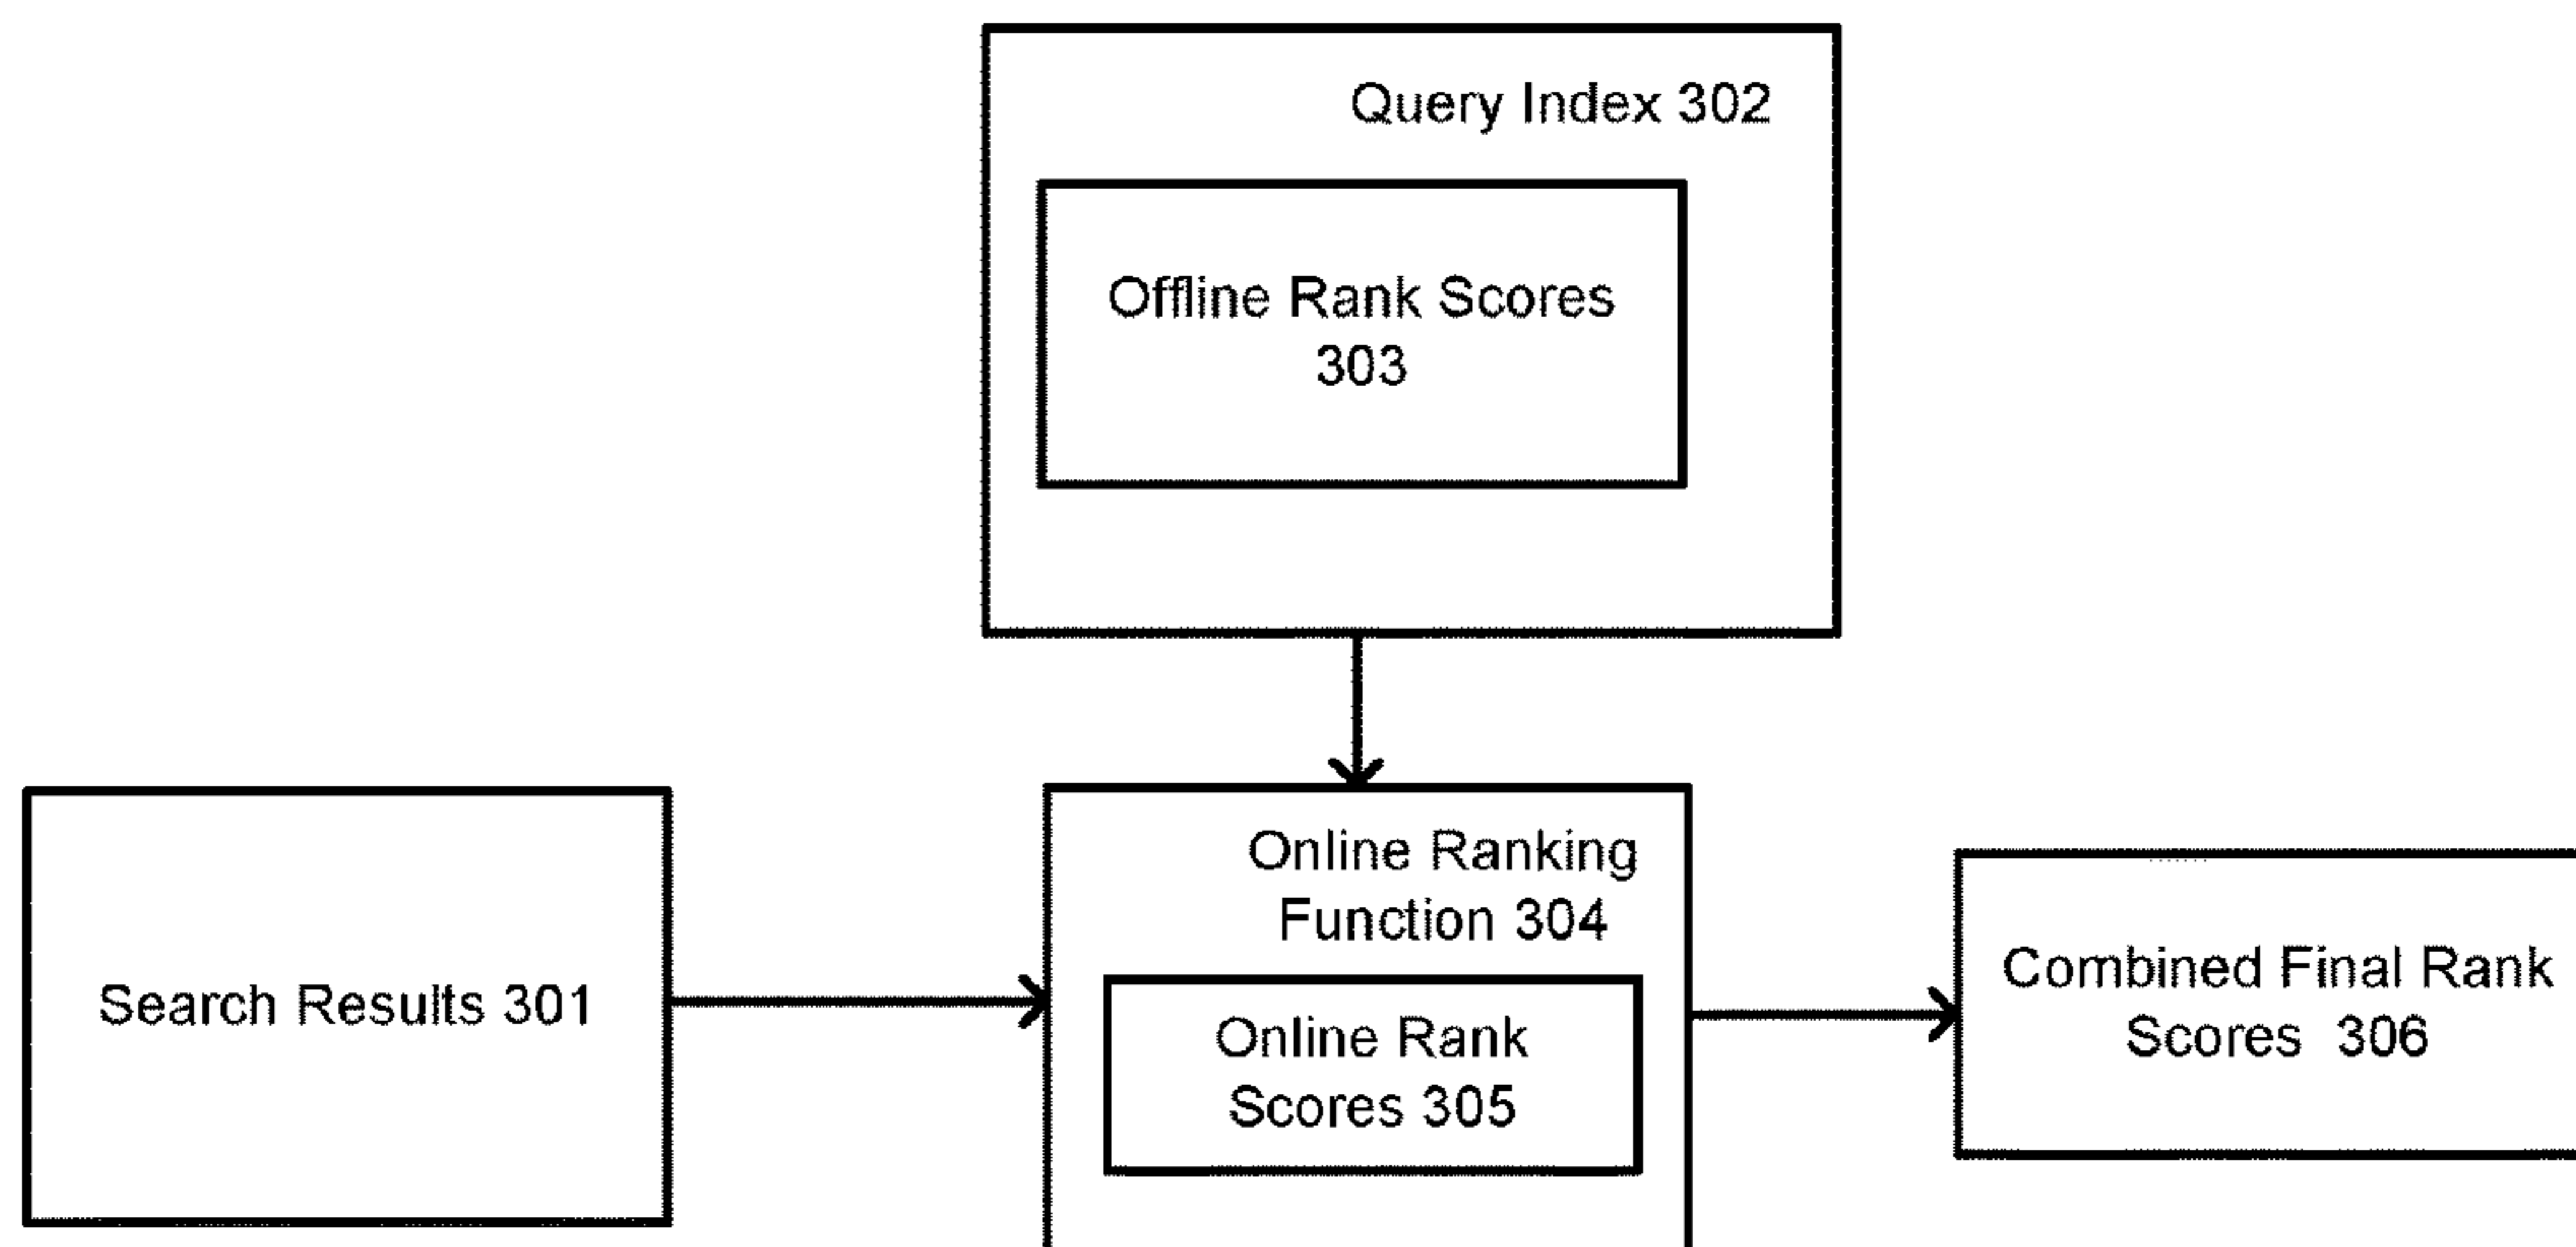 Query Index 302
Offline Rank Scores
303
Search Results 301
Online Ranking
Function 304
Online Rank
Scores 305
Combined Final Rank
Scores 306